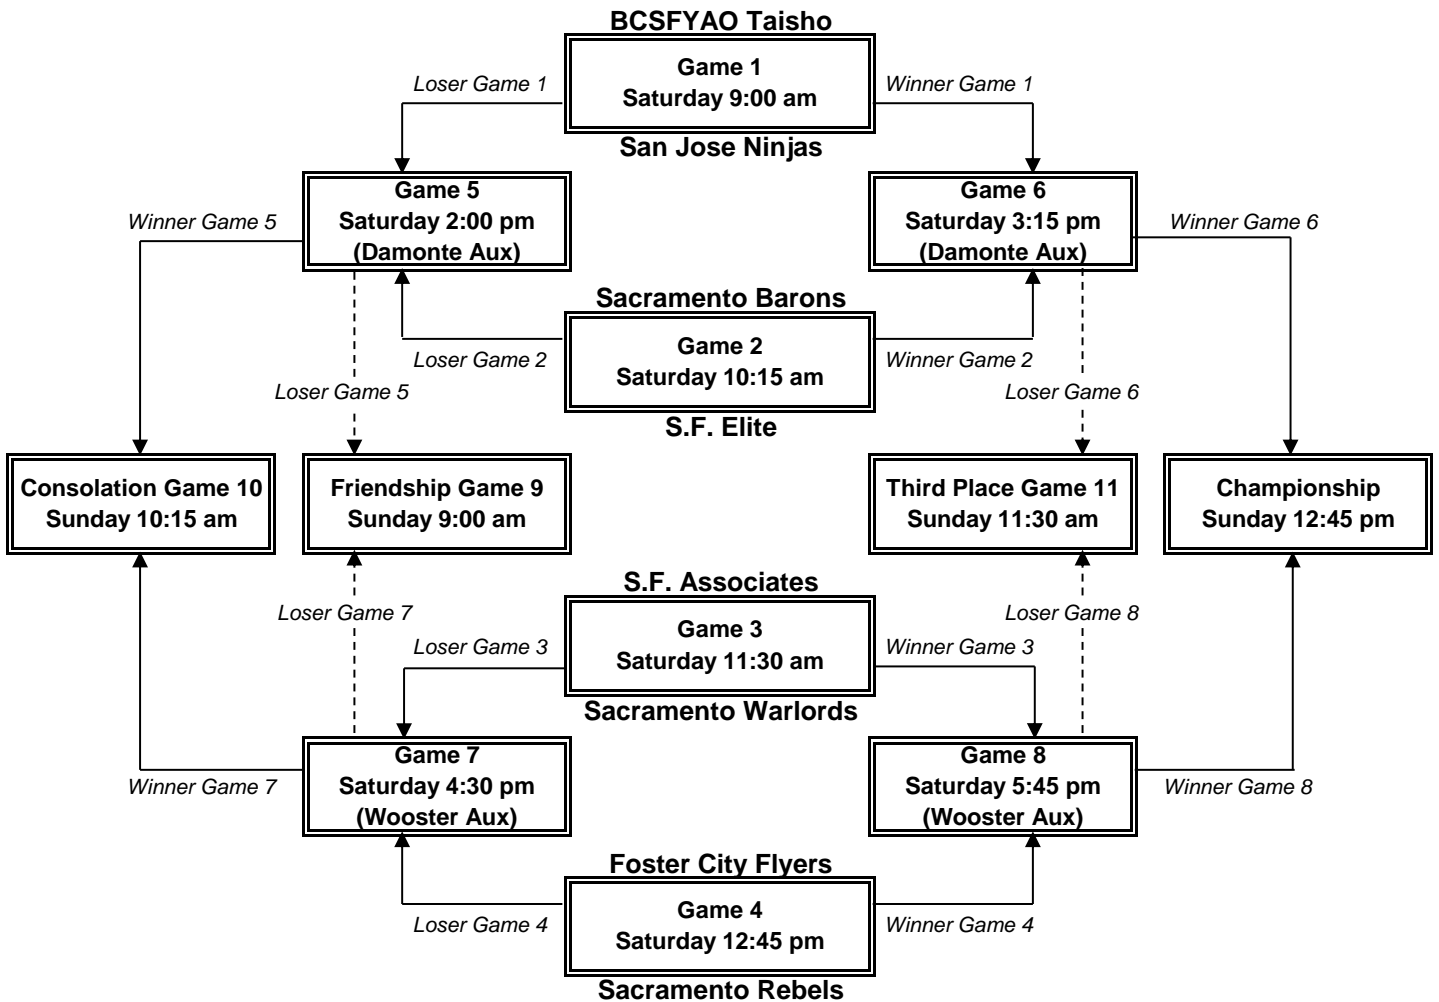 BCSFYAO Taisho
Game 1
Saturday 9:00 am
Loser Game 1
Winner Game 1
San Jose Ninjas
Game 5
Saturday 2:00 pm
(Damonte Aux)
Game 6
Saturday 3:15 pm
(Damonte Aux)
Winner Game 5
Winner Game 6
Sacramento Barons
Game 2
Saturday 10:15 am
Loser Game 2
Winner Game 2
Loser Game 5
Loser Game 6
S.F. Elite
Consolation Game 10
Sunday 10:15 am
Friendship Game 9
Sunday 9:00 am
Third Place Game 11
Sunday 11:30 am
Championship
Sunday 12:45 pm
S.F. Associates
Loser Game 7
Loser Game 8
Game 3
Saturday 11:30 am
Loser Game 3
Winner Game 3
Sacramento Warlords
Game 7
Saturday 4:30 pm
(Wooster Aux)
Game 8
Saturday 5:45 pm
(Wooster Aux)
Winner Game 7
Winner Game 8
Foster City Flyers
Game 4
Saturday 12:45 pm
Loser Game 4
Winner Game 4
Sacramento Rebels